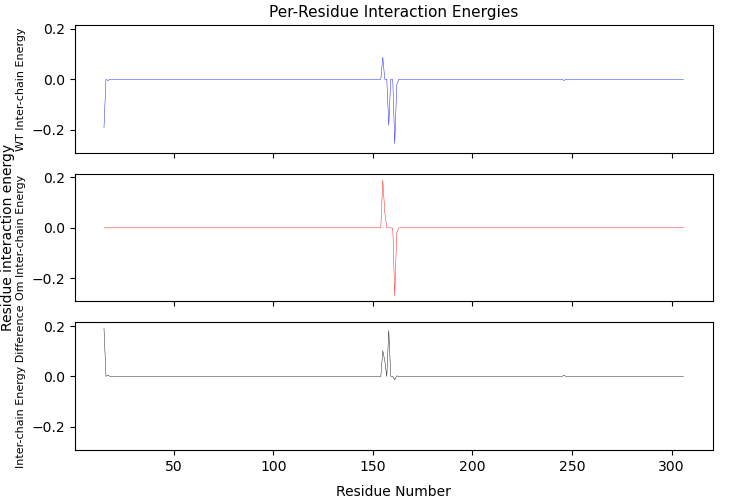 Per-Residue Interaction Energies
Residue interaction energy
WT Inter-chain Energy
0.2
0.0
−0.2
Om Inter-chain Energy
0.2
0.0
−0.2
Inter-chain Energy Difference
0.2
0.0
−0.2
50 100 150 200 250 300
Residue Number